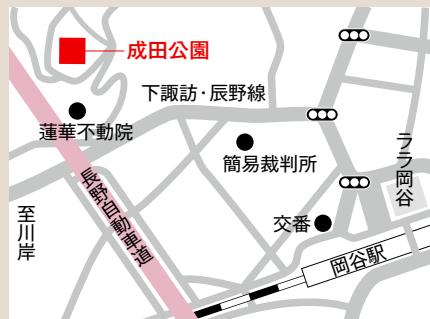 成田公園
下諏訪・辰野線
蓮華不動院
簡易裁判所
ララ岡谷
長野自動車道
至川岸
交番
岡谷駅